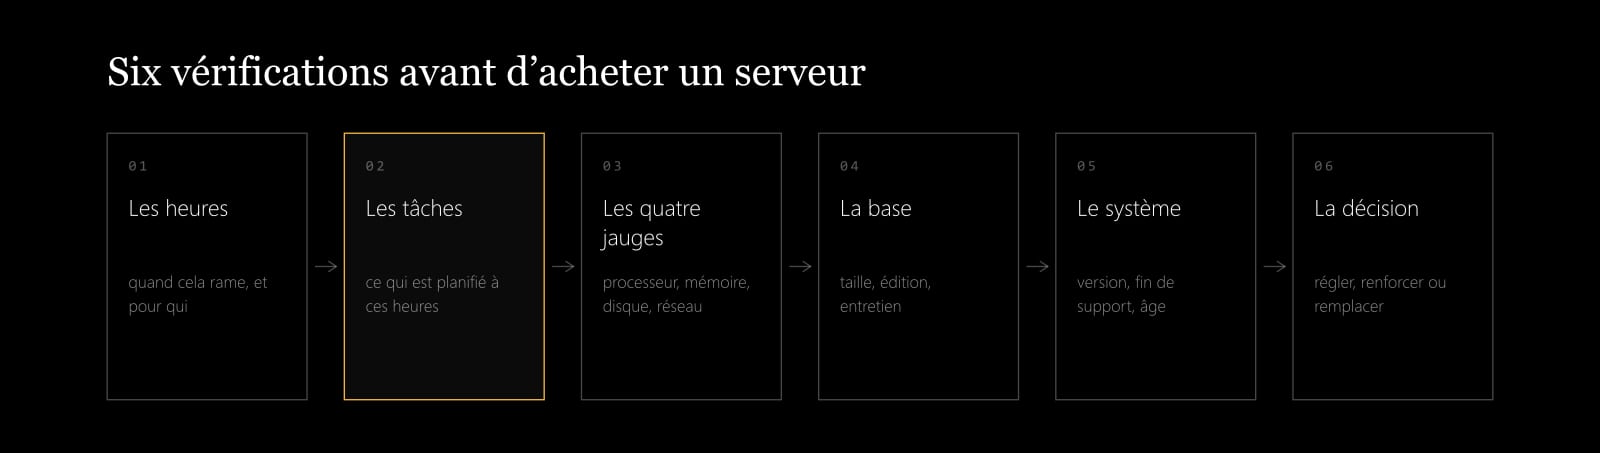 Six vérifications avant d’acheter un serveur
01
Les heures
quand cela rame, et
pour qui
02
Les tâches
ce qui est planifié à
ces heures
03
Les quatre
jauges
processeur, mémoire,
disque, réseau
04
La base
taille, édition,
entretien
05
Le système
version, fin de
support, âge
06
La décision
régler, renforcer ou
remplacer